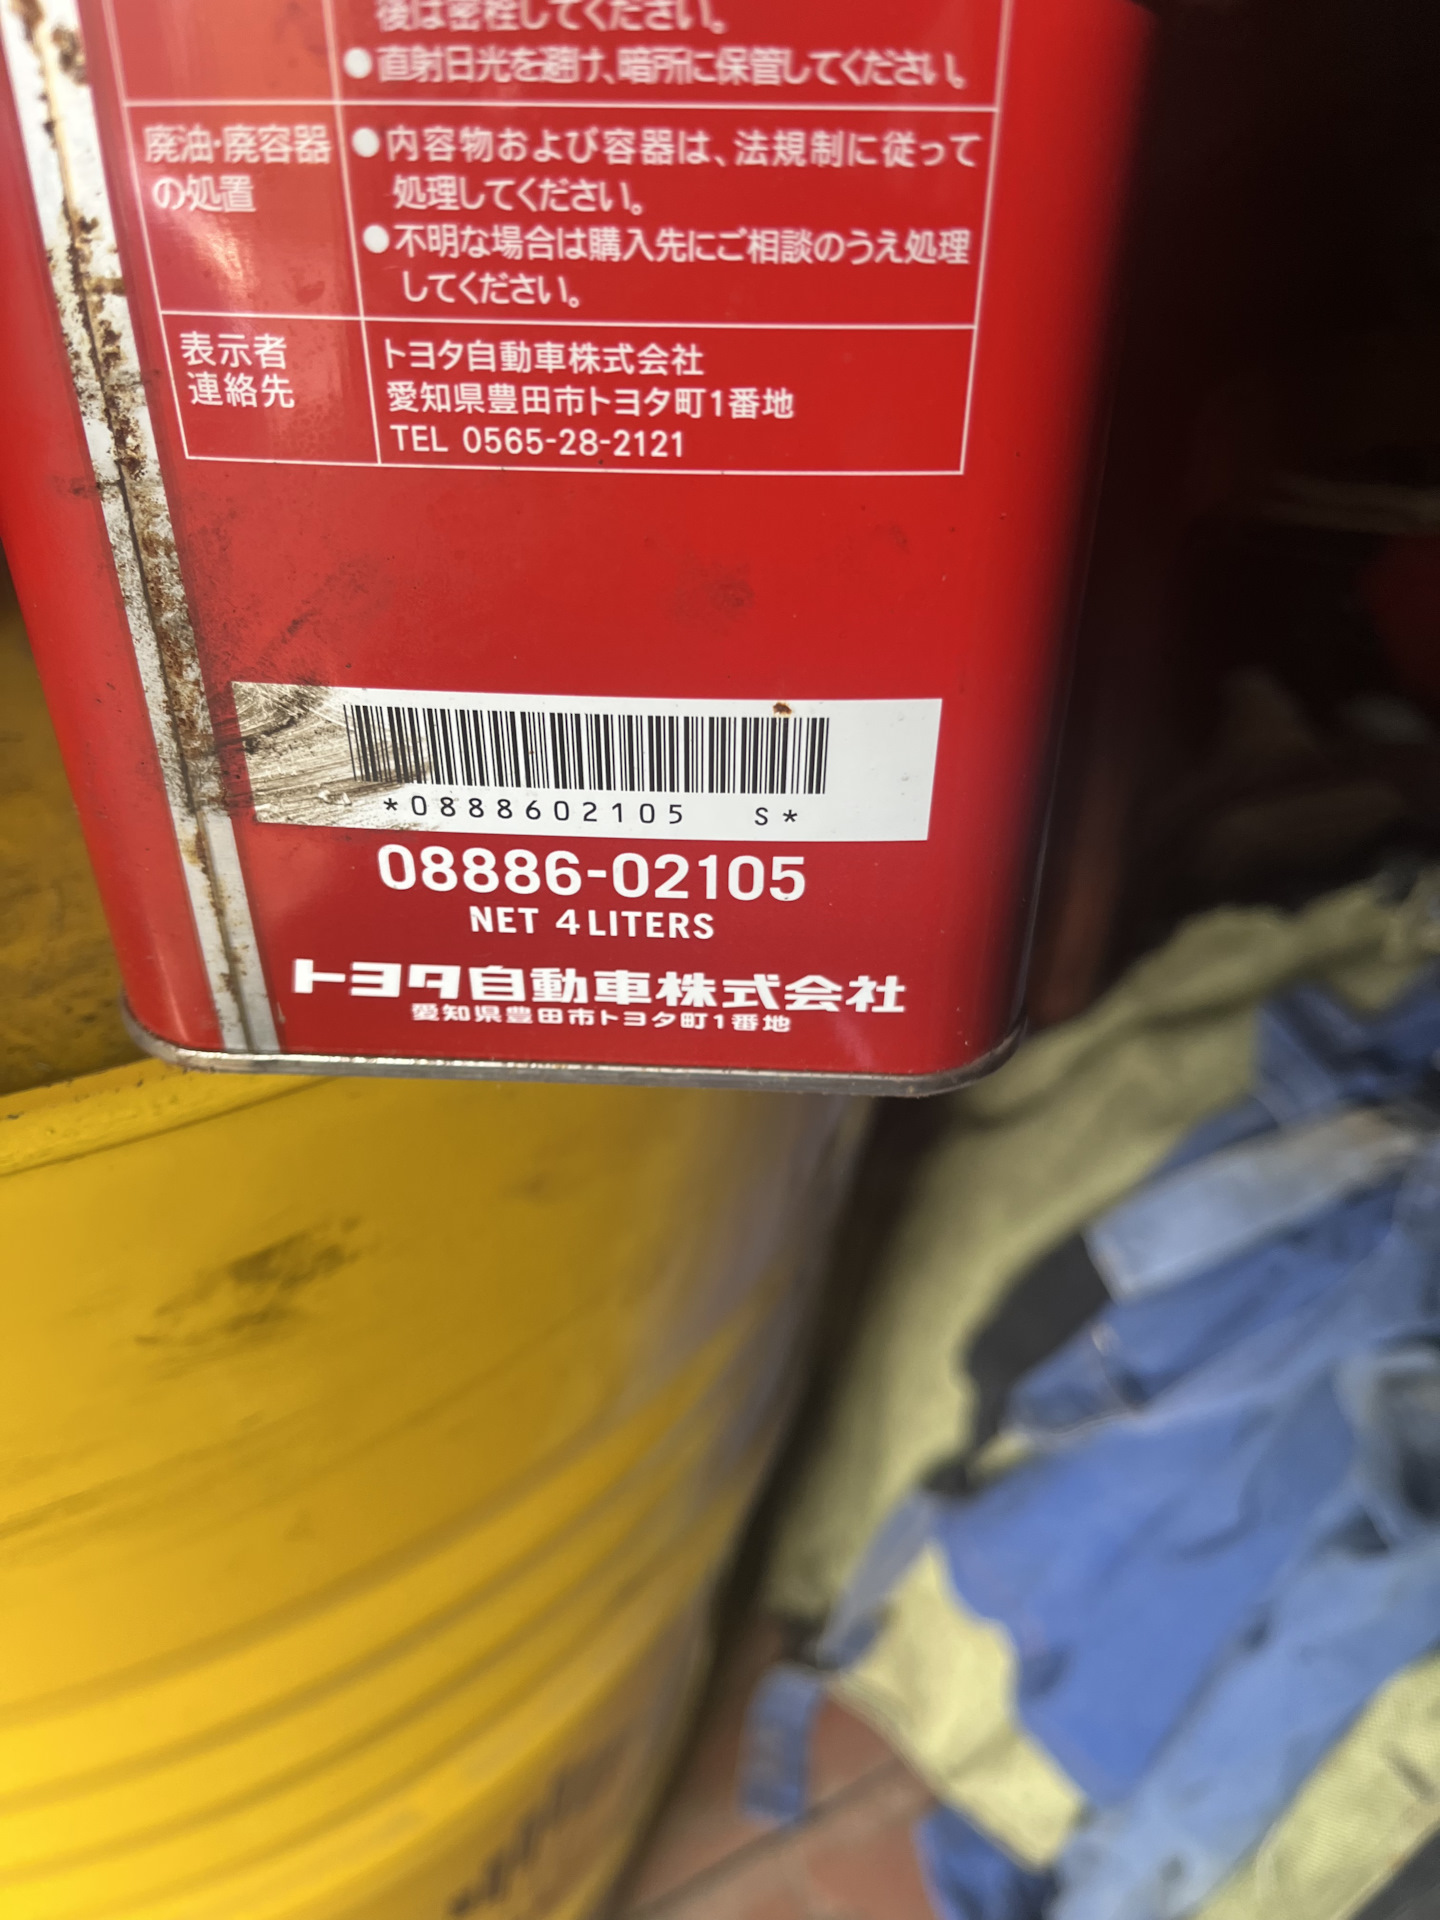 後は密栓してください。
●直射日光を避け、暗所に保管してください。
廃油・廃容器
の処置
●内容物および容器は、法規制に従って
処理してください。
●不明な場合は購入先にご相談のうえ処理
してください。
表示者
連絡先
トヨタ自動車株式会社
愛知県豊田市トヨタ町1番地
TEL 0565-28-2121
*0888602105 S*
08886-02105
NET 4 LITERS
トヨタ自動車株式会社
愛知県豊田市トヨタ町1番地